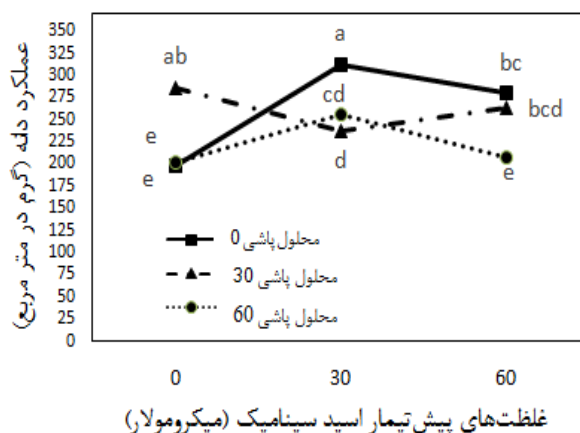 عملکرد دانه (گرم در متر مربع)
350
300
250
200
225
175
150
125
100
75
50
25
0
a
ab
bc
cd
bcd
e
d
e
e
محلول پاشی 0
محلول پاشی 30
محلول پاشی 60
0 30 60
غلظت‌های پیش‌تیمار اسید سینامیک (میکرومولار)